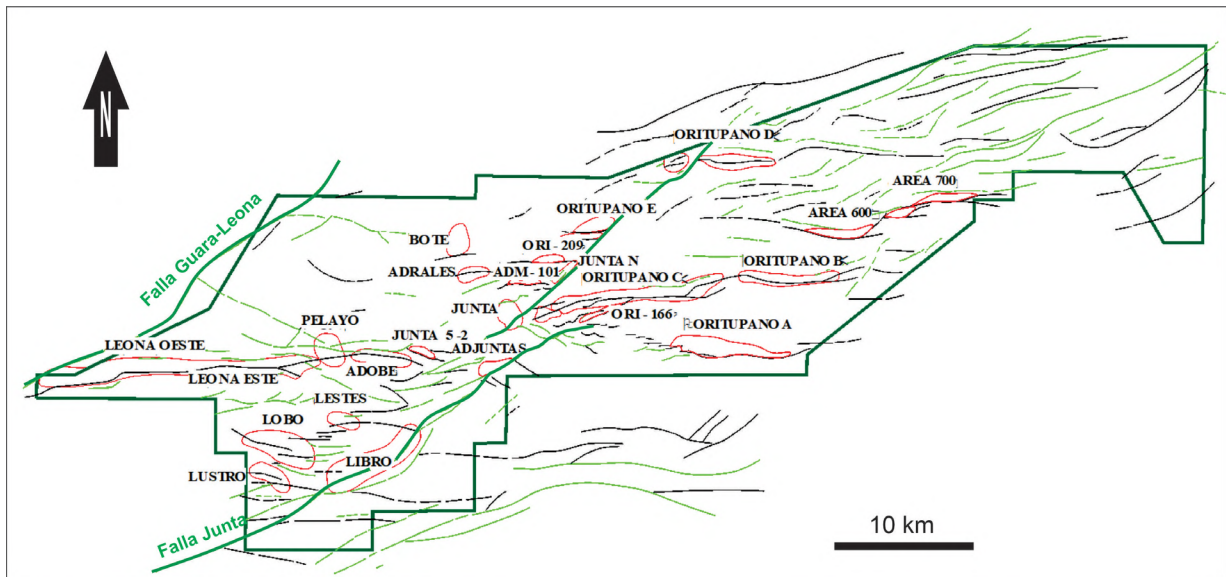 N
ORITUPANO D
AREA 700
AREA 600
ORITUPANO E
Falla Guara-Leona
BOTE
ORI - 209
JUNTA N
ADRALES
ADM - 101
ORITUPANO C
ORITUPANO B
JUNTA
ORI - 166
PELAYO
ORITUPANO A
JUNTA 5 -2
LEONA OESTE
ADJUNTAS
ADOBE
LEONA ESTE
LESTES
LOBO
LIBRO
LUSTRO
Falla Junta
10 km